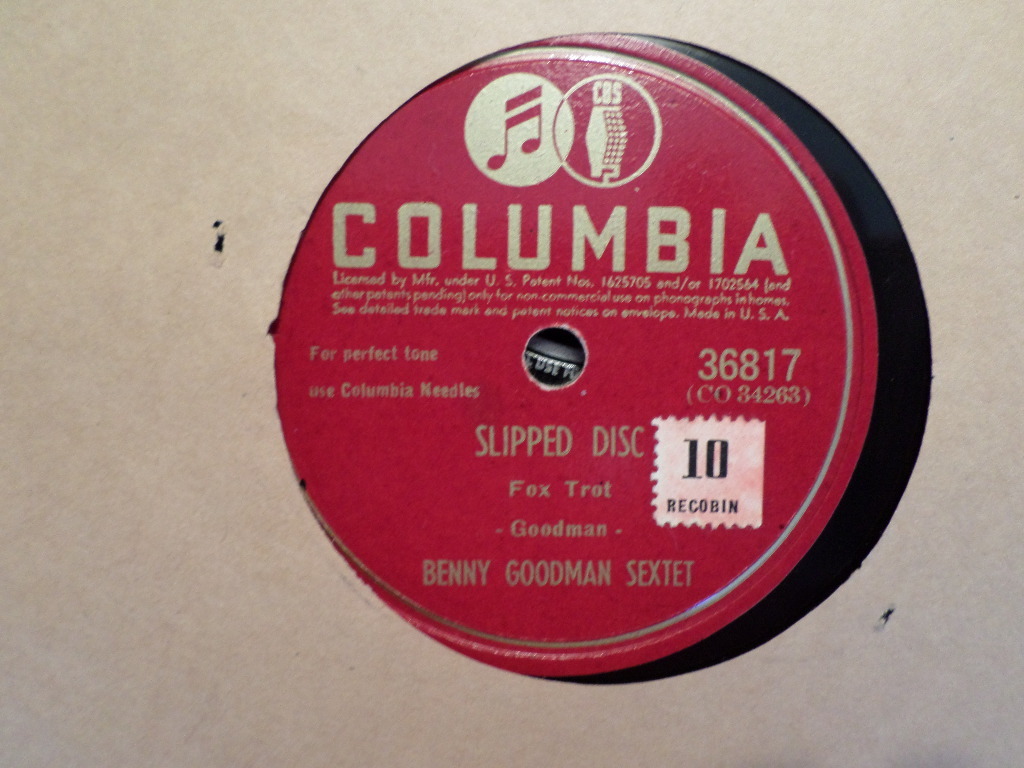 CBS
COLUMBIA
Licensed by Mfr. under U. S. Patent Nos. 1625705 and/or 1702564 (and
other patents pending) only for non-commercial use on phonographs in homes.
See detailed trade mark and patent notices on envelope. Made in U. S. A.
For perfect tone
use Columbia Needles
36817
(CO 34263)
SLIPPED DISC
Fox Trot
- Goodman -
BENNY GOODMAN SEXTET
10
RECOBIN